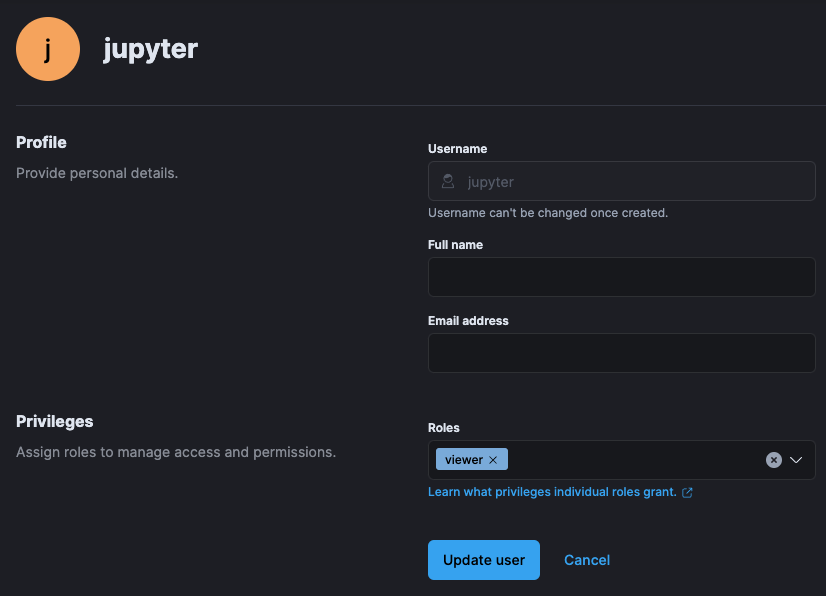 j
jupyter
Profile
Provide personal details.
Username
jupyter
Username can't be changed once created.
Full name
Email address
Privileges
Assign roles to manage access and permissions.
Roles
viewer
Learn what privileges individual roles grant.
Update user
Cancel